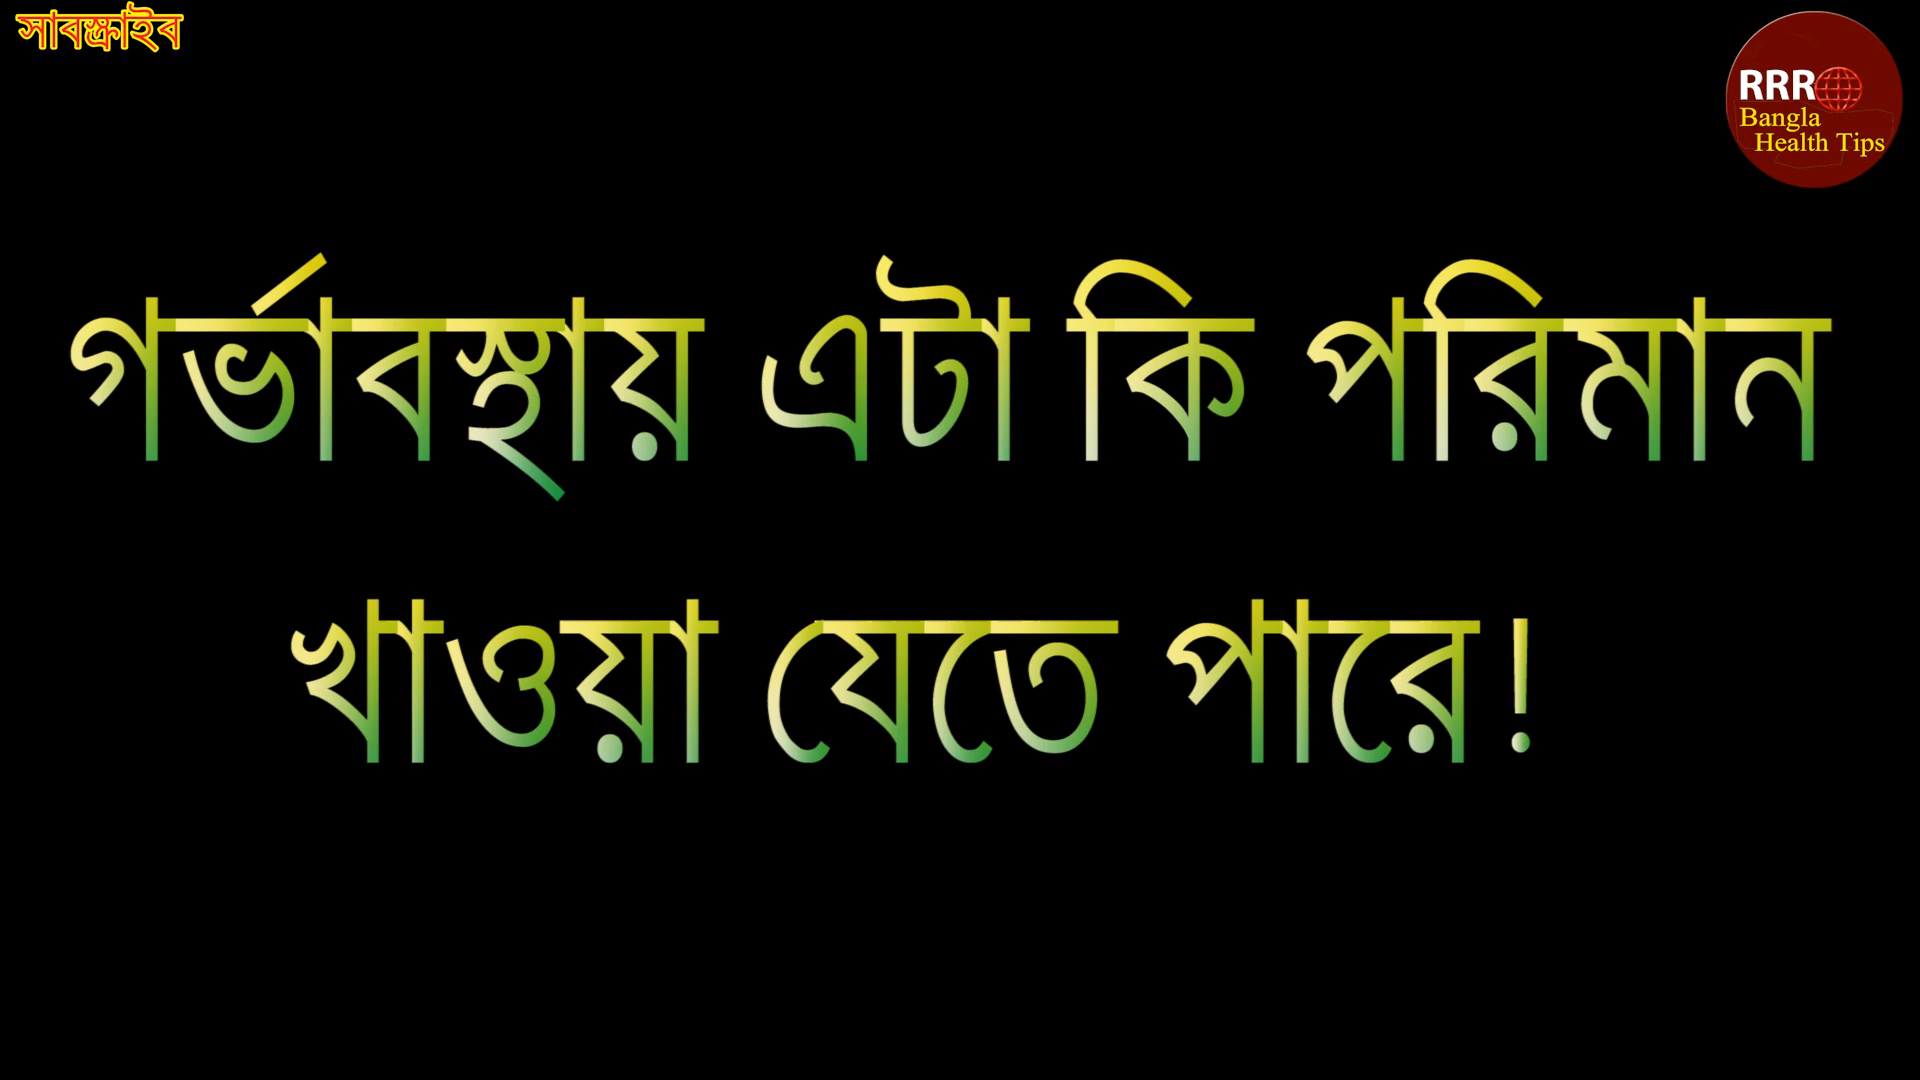 সাবস্ক্রাইব
RRR
Bangla
Health Tips
গর্ভাবস্থায় এটা কি পরিমান
খাওয়া যেতে পারে!